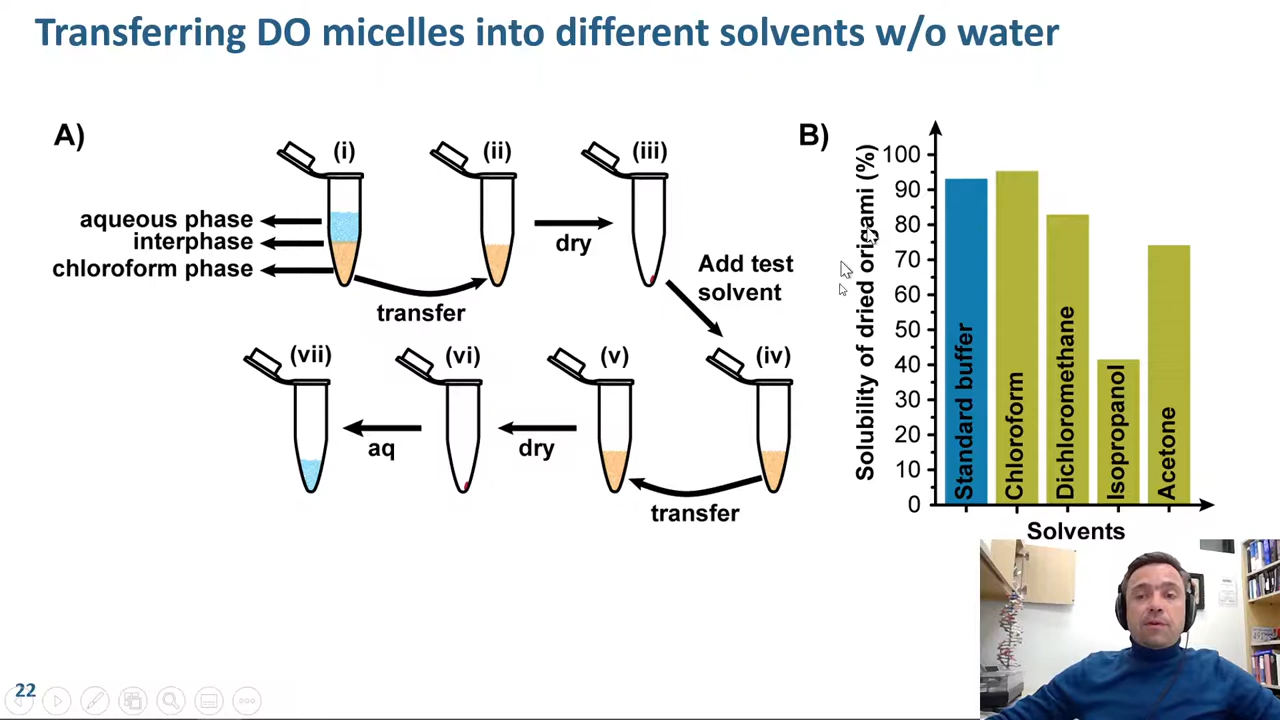 Transferring DO micelles into different solvents w/o water
A)
(i)
(ii)
(iii)
aqueous phase
interphase
chloroform phase
transfer
dry
Add test
solvent
(vii)
(vi)
(v)
(iv)
aq
dry
transfer
B)
Solubility of dried origami (%)
100
90
80
70
60
50
40
30
20
10
0
Standard buffer
Chloroform
Dichloromethane
Isopropanol
Acetone
Solvents
22